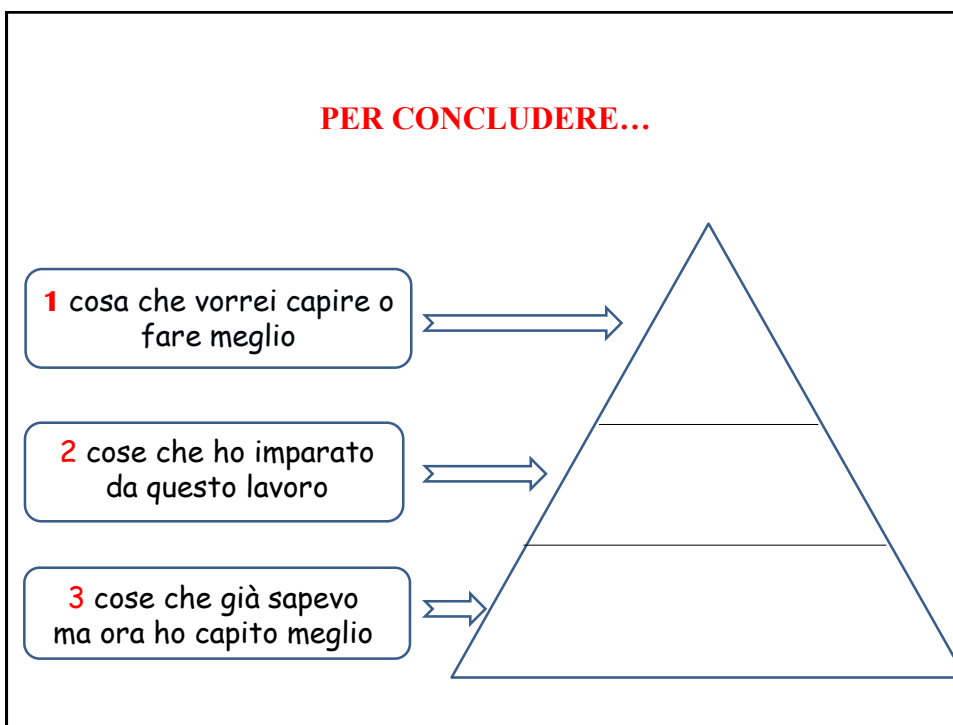 PER CONCLUDERE…
1 cosa che vorrei capire o
fare meglio
2 cose che ho imparato
da questo lavoro
3 cose che già sapevo
ma ora ho capito meglio